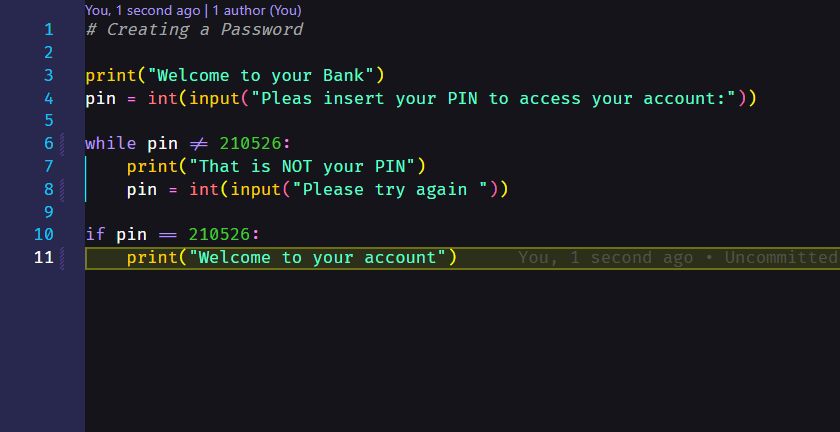 You, 1 second ago | 1 author (You)
1 # Creating a Password
2
3 print("Welcome to your Bank")
4 pin = int(input("Pleas insert your PIN to access your account:"))
5
6 while pin ≠ 210526:
7     print("That is NOT your PIN")
8     pin = int(input("Please try again "))
9
10 if pin == 210526:
11     print("Welcome to your account") You, 1 second ago • Uncommitted